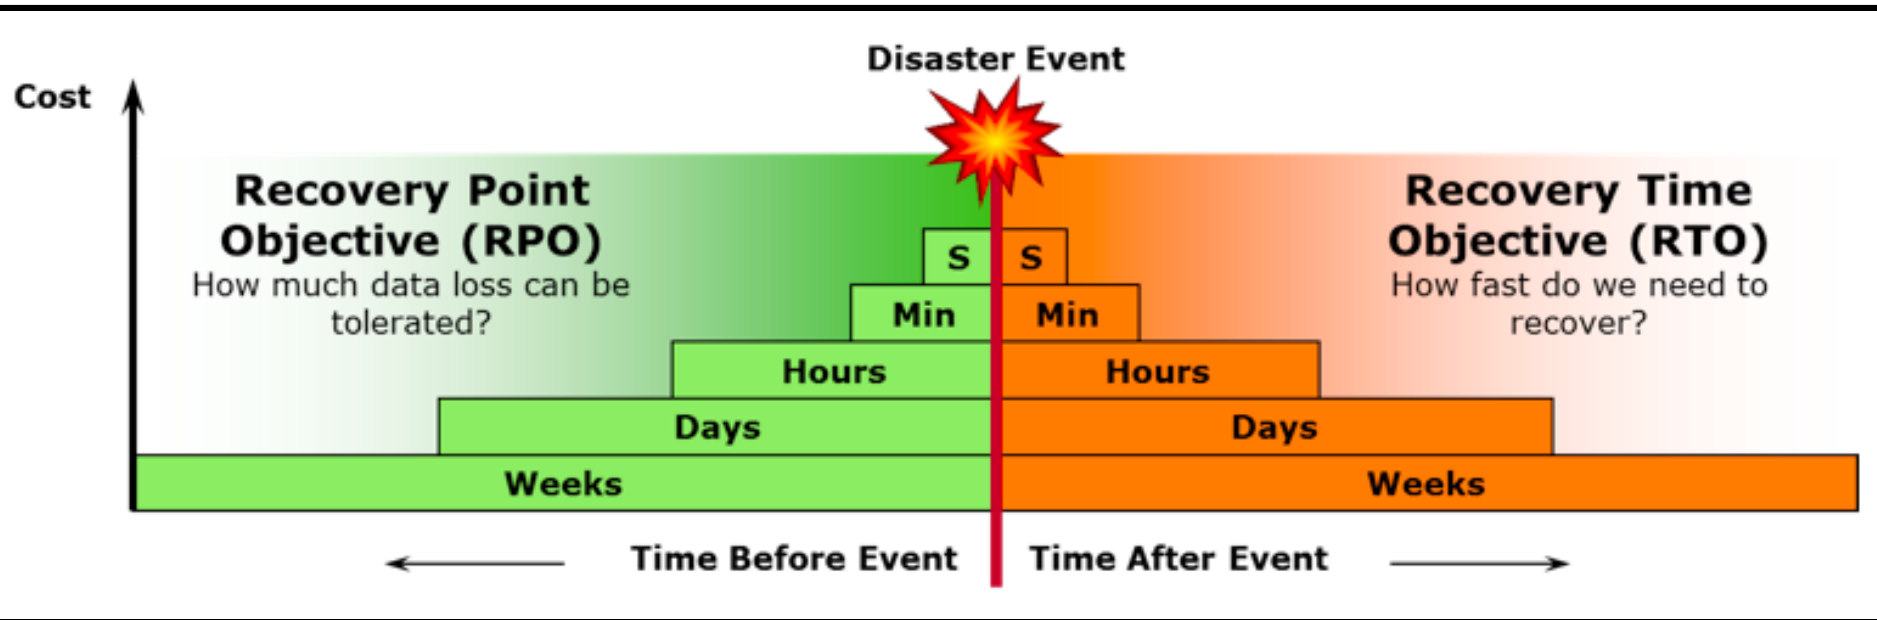 Disaster Event
Cost
Recovery Point
Objective (RPO)
How much data loss can be
tolerated?
Recovery Time
Objective (RTO)
How fast do we need to
recover?
S
S
Min
Min
Hours
Hours
Days
Days
Weeks
Weeks
Time Before Event
Time After Event